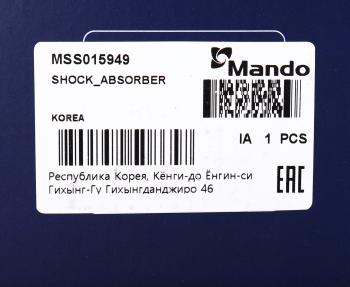 MSS015949
Mando
SHOCK_ABSORBER
KOREA
IA 1 PCS
Республика Корея, Кёнги-до Ёнгин-си
Гихынг-Гу Гихынгданджиро 46
EAC